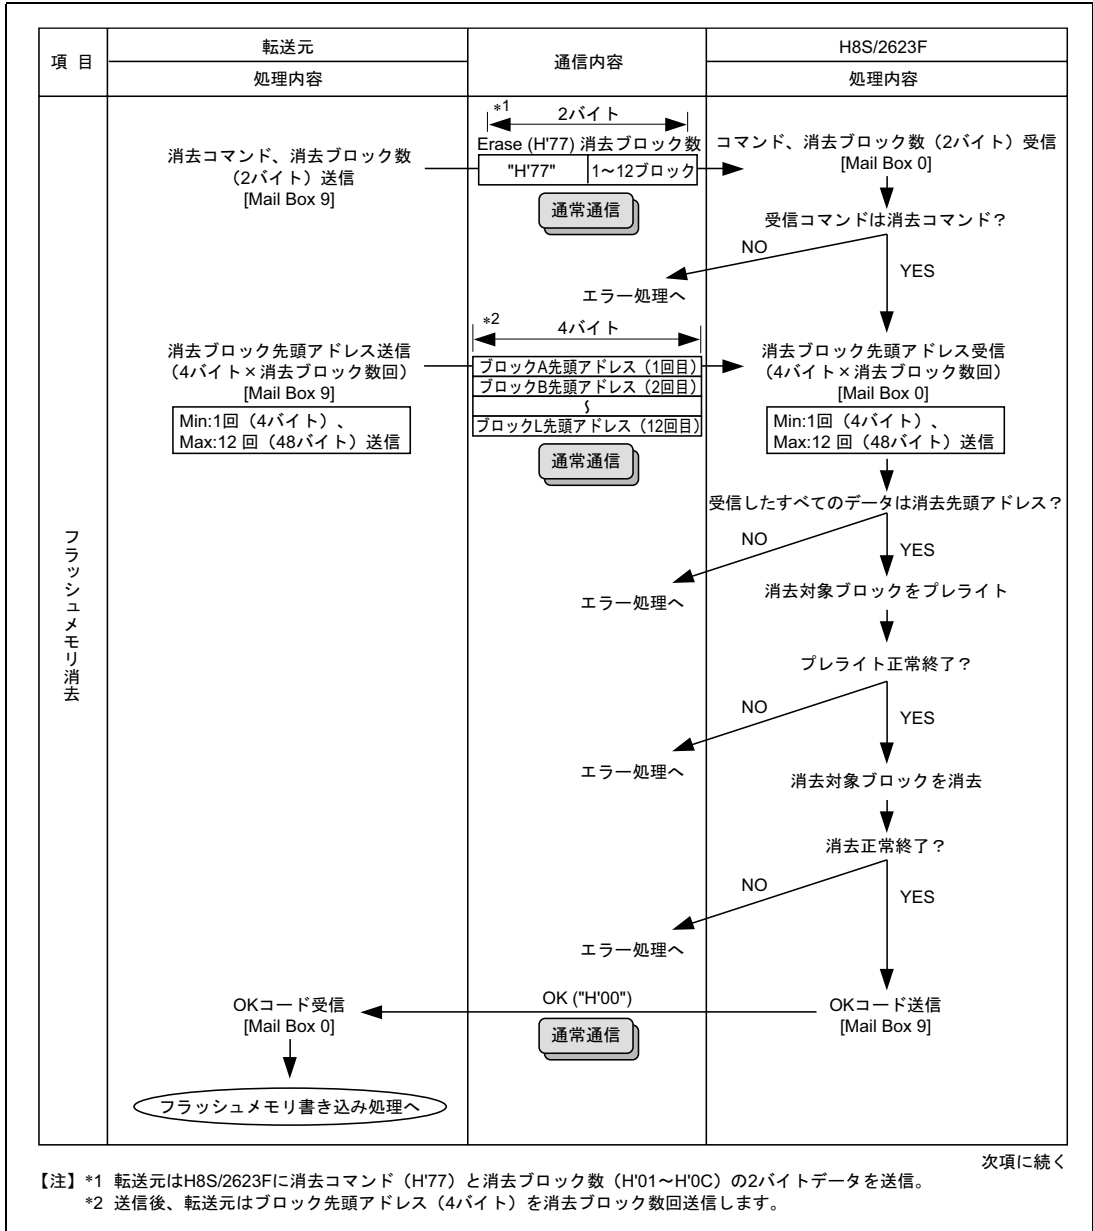 項 目
転送元
通信内容
H8S/2623F
処理内容
処理内容
フラッシュメモリ消去
*1
2バイト
Erase (H'77) 消去ブロック数
"H'77"
1～12ブロック
通常通信
消去コマンド、消去ブロック数
（2バイト）送信
[Mail Box 9]
コマンド、消去ブロック数（2バイト）受信
[Mail Box 0]
受信コマンドは消去コマンド？
NO
YES
エラー処理へ
*2
4バイト
消去ブロック先頭アドレス送信
（4バイト×消去ブロック数回）
[Mail Box 9]
Min:1回（4バイト）、
Max:12 回（48バイト）送信
ブロックA先頭アドレス（1回目）
ブロックB先頭アドレス（2回目）
～
ブロックL先頭アドレス（12回目）
通常通信
消去ブロック先頭アドレス受信
（4バイト×消去ブロック数回）
[Mail Box 0]
Min:1回（4バイト）、
Max:12 回（48バイト）送信
受信したすべてのデータは消去先頭アドレス？
NO
YES
エラー処理へ
消去対象ブロックをプレライト
プレライト正常終了？
NO
YES
エラー処理へ
消去対象ブロックを消去
消去正常終了？
NO
YES
エラー処理へ
OKコード受信
[Mail Box 0]
OK ("H'00")
通常通信
OKコード送信
[Mail Box 9]
フラッシュメモリ書き込み処理へ
次項に続く
【注】*1 転送元はH8S/2623Fに消去コマンド（H'77）と消去ブロック数（H'01～H'0C）の2バイトデータを送信。
*2 送信後、転送元はブロック先頭アドレス（4バイト）を消去ブロック数回送信します。